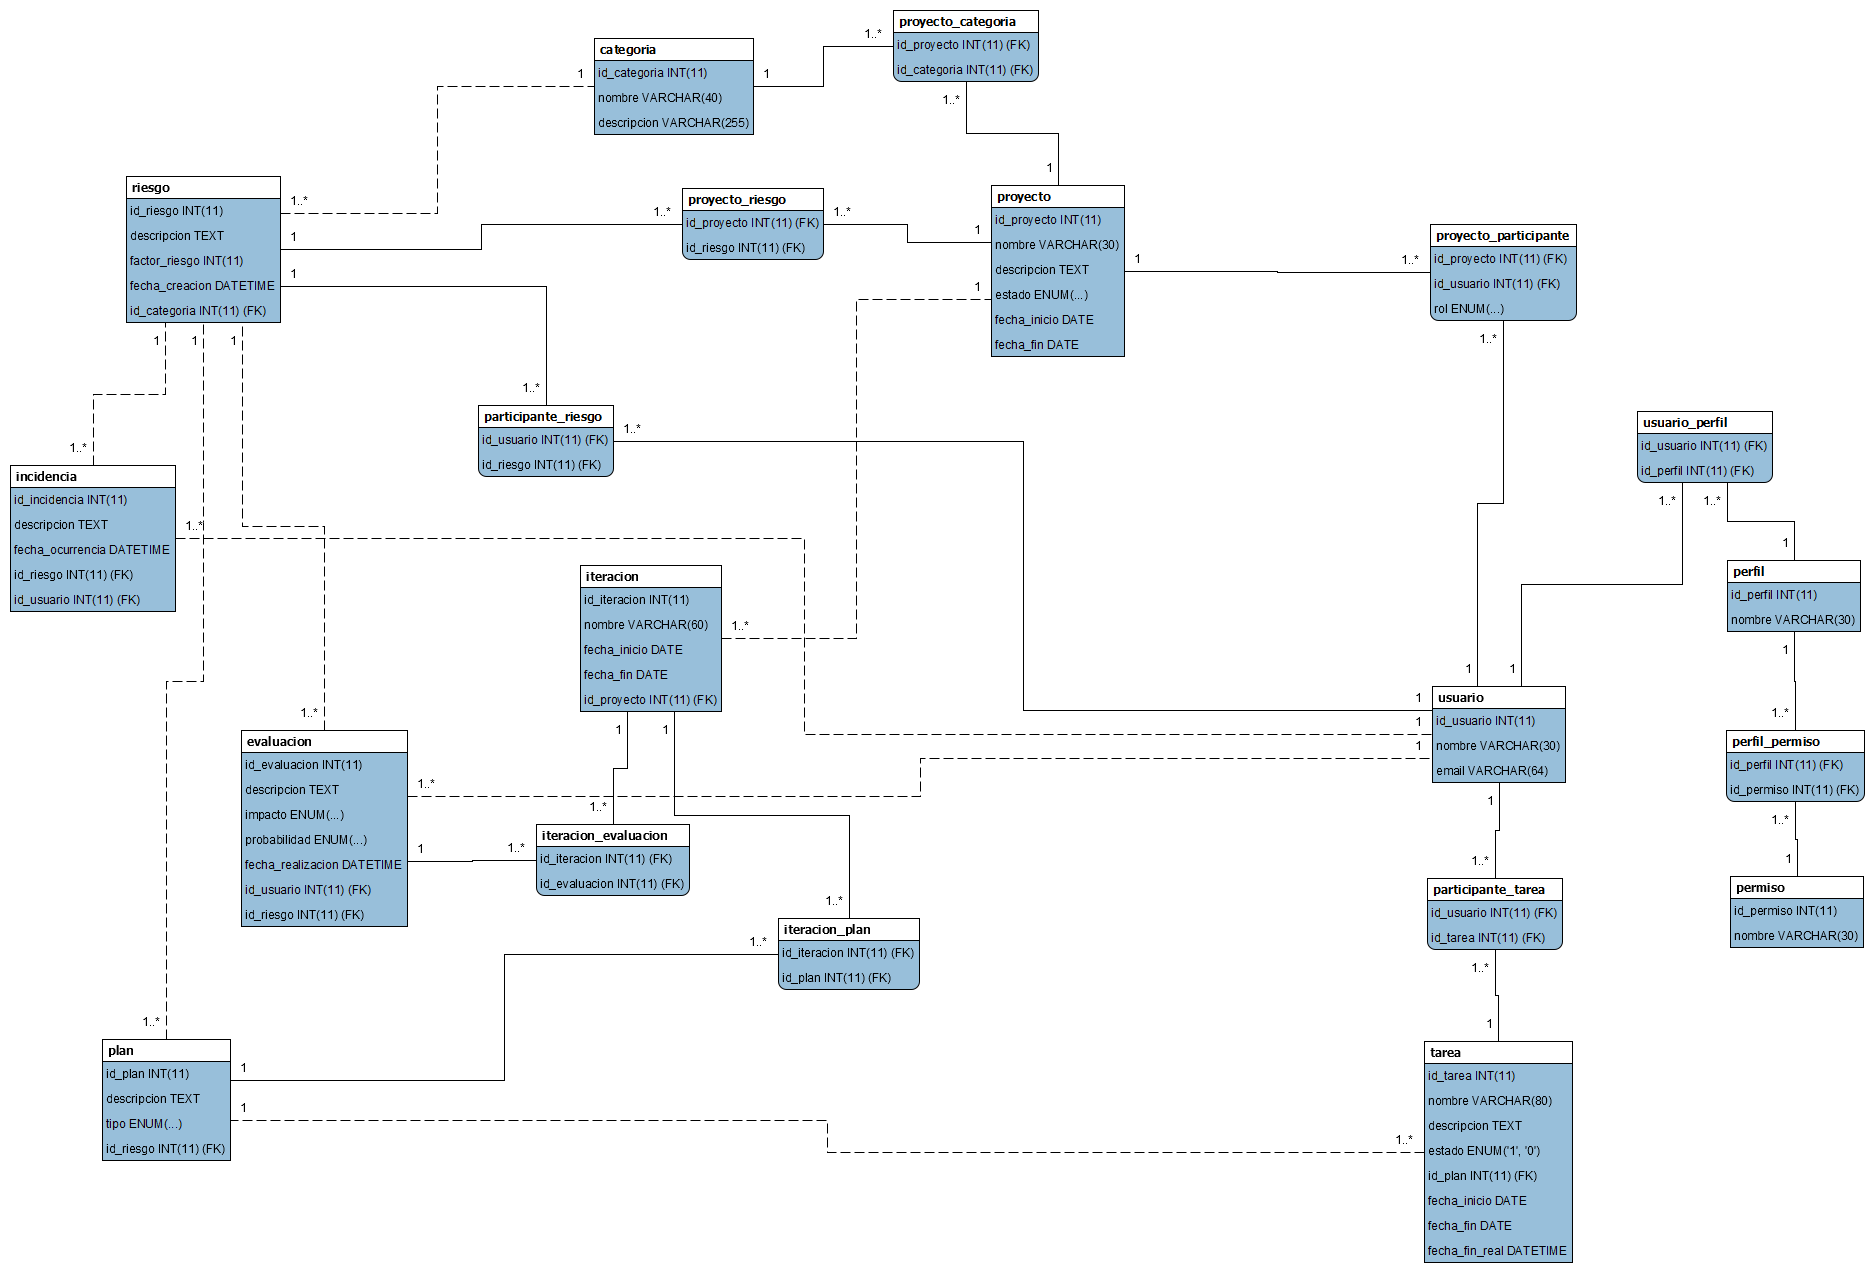 proyecto_categoria
id_proyecto INT(11) (FK)
id_categoria INT(11) (FK)
1..*
1..*
categoria
id_categoria INT(11)
nombre VARCHAR(40)
descripcion VARCHAR(255)
1
1
riesgo
id_riesgo INT(11)
descripcion TEXT
factor_riesgo INT(11)
fecha_creacion DATETIME
id_categoria INT(11) (FK)
1..*
1
1
1
1
1
proyecto_riesgo
id_proyecto INT(11) (FK)
id_riesgo INT(11) (FK)
1..*
1..*
proyecto
id_proyecto INT(11)
nombre VARCHAR(30)
descripcion TEXT
estado ENUM(...)
fecha_inicio DATE
fecha_fin DATE
1
1
1
1
proyecto_participante
id_proyecto INT(11) (FK)
id_usuario INT(11) (FK)
rol ENUM(...)
1..*
1..*
participante_riesgo
id_usuario INT(11) (FK)
id_riesgo INT(11) (FK)
1..*
1..*
usuario_perfil
id_usuario INT(11) (FK)
id_perfil INT(11) (FK)
1..*
1..*
incidencia
id_incidencia INT(11)
descripcion TEXT
fecha_ocurrencia DATETIME
id_riesgo INT(11) (FK)
id_usuario INT(11) (FK)
1..*
1..*
iteracion
id_iteracion INT(11)
nombre VARCHAR(60)
fecha_inicio DATE
fecha_fin DATE
id_proyecto INT(11) (FK)
1..*
1
1
perfil
id_perfil INT(11)
nombre VARCHAR(30)
1
1
usuario
id_usuario INT(11)
nombre VARCHAR(30)
email VARCHAR(64)
1
1
1
1
1
1
perfil_permiso
id_perfil INT(11) (FK)
id_permiso INT(11) (FK)
1..*
1..*
evaluacion
id_evaluacion INT(11)
descripcion TEXT
impacto ENUM(...)
probabilidad ENUM(...)
fecha_realizacion DATETIME
id_usuario INT(11) (FK)
id_riesgo INT(11) (FK)
1..*
1..*
1
iteracion_evaluacion
id_iteracion INT(11) (FK)
id_evaluacion INT(11) (FK)
1..*
1..*
participante_tarea
id_usuario INT(11) (FK)
id_tarea INT(11) (FK)
1..*
1..*
permiso
id_permiso INT(11)
nombre VARCHAR(30)
1
iteracion_plan
id_iteracion INT(11) (FK)
id_plan INT(11) (FK)
1..*
1..*
plan
id_plan INT(11)
descripcion TEXT
tipo ENUM(...)
id_riesgo INT(11) (FK)
1..*
1
1
tarea
id_tarea INT(11)
nombre VARCHAR(80)
descripcion TEXT
estado ENUM('1', '0')
id_plan INT(11) (FK)
fecha_inicio DATE
fecha_fin DATE
fecha_fin_real DATETIME
1
1..*